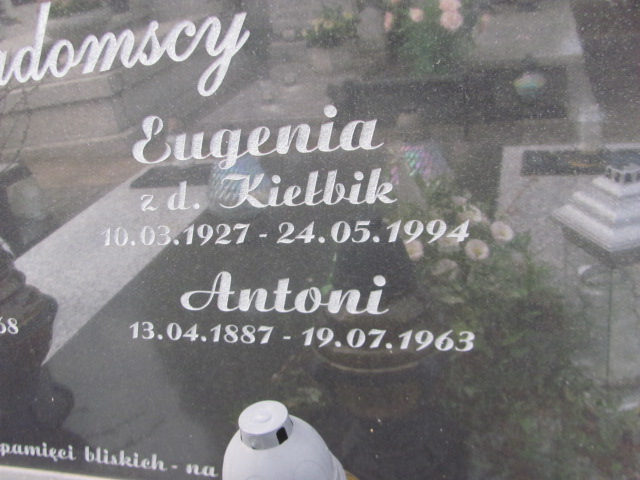 adomscy
Eugenia
z d. Kiełbik
10.03.1927 - 24.05.1994
Antoni
13.04.1887 - 19.07.1963
68
pamięci bliskich - na